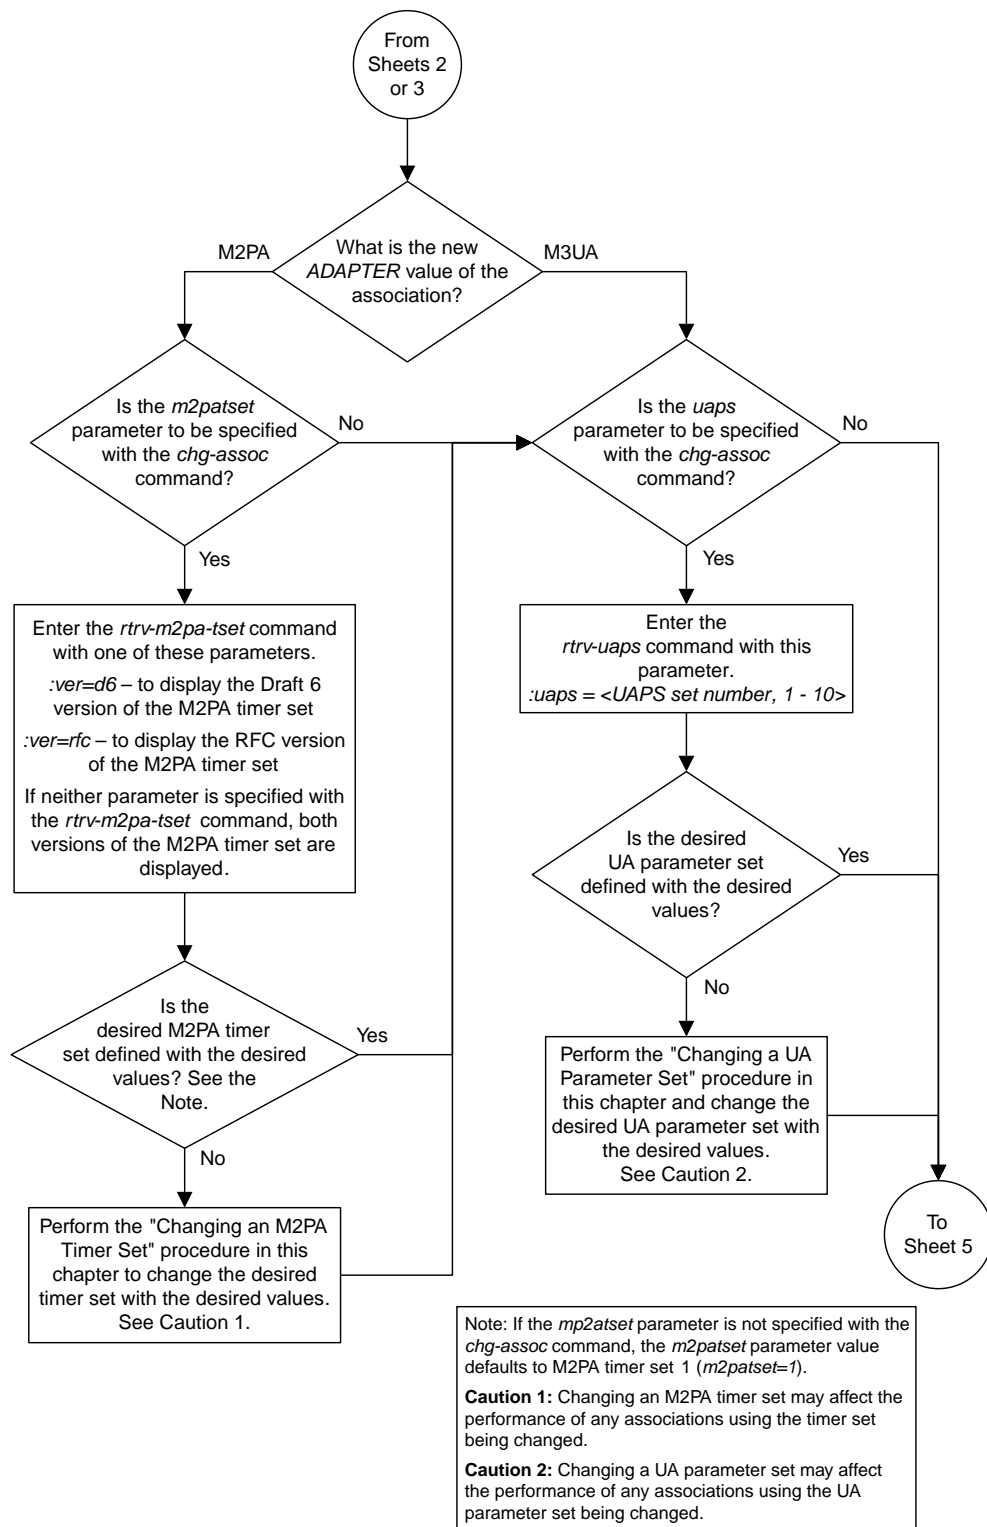 From
Sheets 2
or 3
What is the new
ADAPTER value of the
association?
M2PA
M3UA
Is the m2patset
parameter to be specified
with the chg-assoc
command?
No
Yes
Is the uaps
parameter to be specified
with the chg-assoc
command?
No
Yes
Enter the rtrv-m2pa-tset command
with one of these parameters.
:ver=d6 – to display the Draft 6
version of the M2PA timer set
:ver=rfc – to display the RFC version
of the M2PA timer set
If neither parameter is specified with
the rtrv-m2pa-tset command, both
versions of the M2PA timer set are
displayed.
Enter the
rtrv-uaps command with this
parameter.
:uaps = <UAPS set number, 1 - 10>
Is the desired
UA parameter set
defined with the desired
values?
Yes
No
Is the
desired M2PA timer
set defined with the desired
values? See the
Note.
Yes
No
Perform the "Changing a UA
Parameter Set" procedure in
this chapter and change the
desired UA parameter set with
the desired values.
See Caution 2.
Perform the "Changing an M2PA
Timer Set" procedure in this
chapter to change the desired
timer set with the desired values.
See Caution 1.
To
Sheet 5
Note: If the mp2atset parameter is not specified with the
chg-assoc command, the m2patset parameter value
defaults to M2PA timer set 1 (m2patset=1).
Caution 1: Changing an M2PA timer set may affect the
performance of any associations using the timer set
being changed.
Caution 2: Changing a UA parameter set may affect
the performance of any associations using the UA
parameter set being changed.